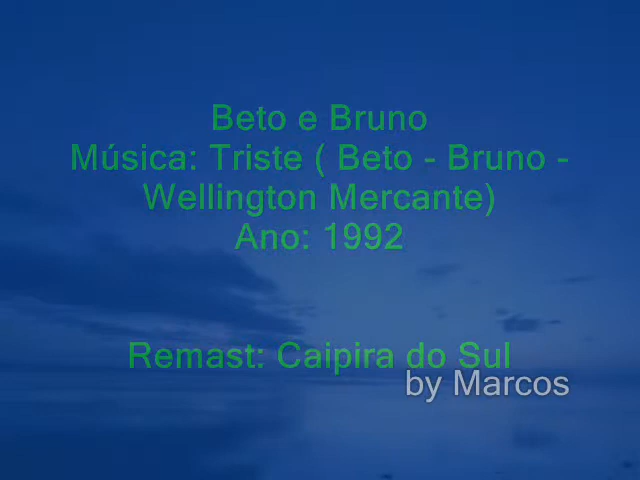 Beto e Bruno
Música: Triste ( Beto - Bruno -
Wellington Mercante)
Ano: 1992
Remast: Caipira do Sul
by Marcos